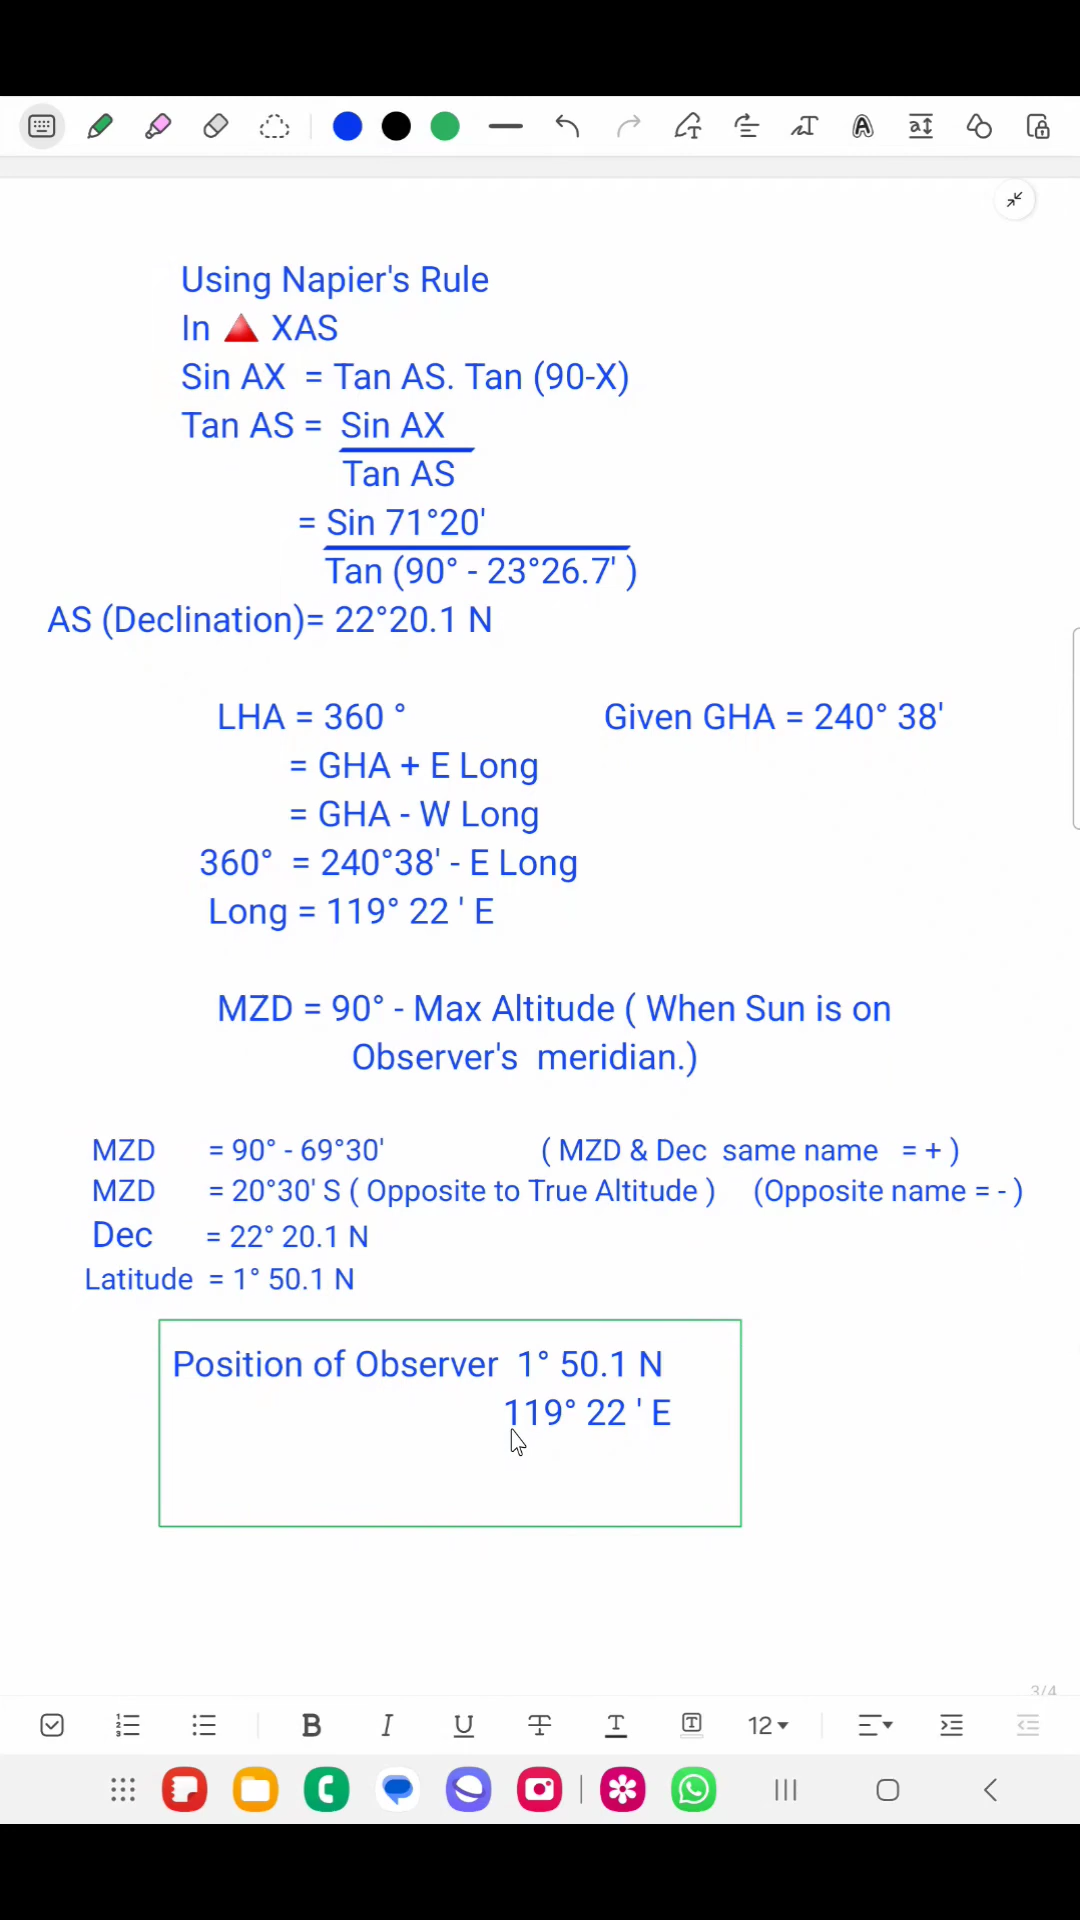 Using Napier's Rule
In 🔺 XAS
Sin AX = Tan AS. Tan (90-X)
Tan AS = Sin AX
Tan AS
= Sin 71°20'
Tan (90° - 23°26.7' )
AS (Declination)= 22°20.1 N
LHA = 360 ° Given GHA = 240° 38'
= GHA + E Long
= GHA - W Long
360° = 240°38' - E Long
Long = 119° 22 ' E
MZD = 90° - Max Altitude ( When Sun is on
Observer's meridian.)
MZD = 90° - 69°30' ( MZD & Dec same name = + )
MZD = 20°30' S ( Opposite to True Altitude ) (Opposite name = - )
Dec = 22° 20.1 N
Latitude = 1° 50.1 N
Position of Observer 1° 50.1 N
119° 22 ' E
3/4
12